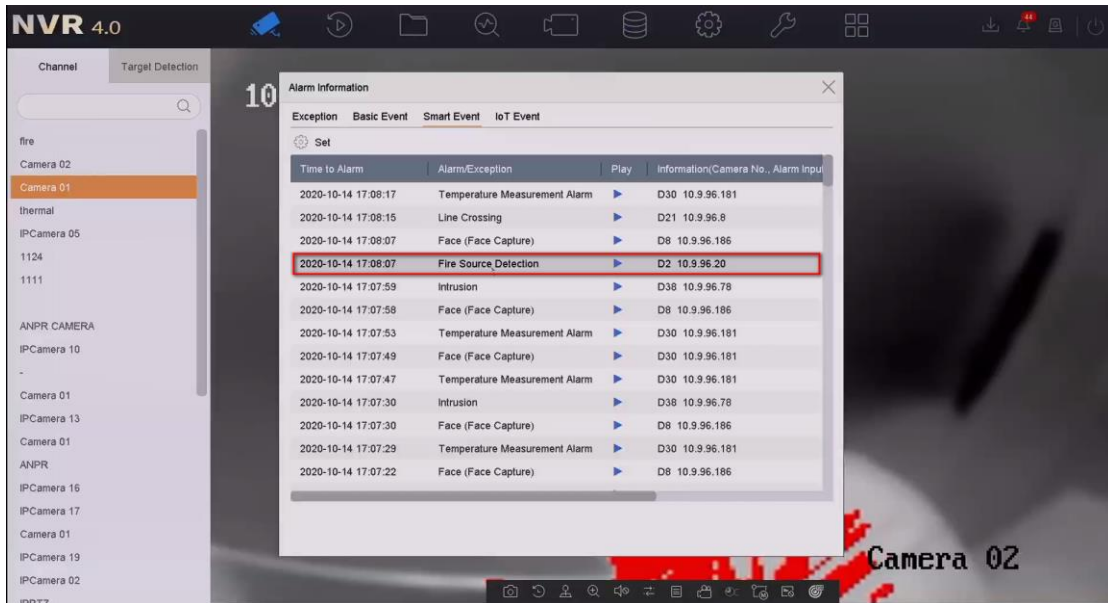 NVR 4.0
44
Channel Target Detection
fire
Camera 02
Camera 01
thermal
IPCamera 05
1124
1111
ANPR CAMERA
IPCamera 10
-
Camera 01
IPCamera 13
Camera 01
ANPR
IPCamera 16
IPCamera 17
Camera 01
IPCamera 19
IPCamera 02
10
Alarm Information
Exception Basic Event Smart Event IoT Event
Set
Time to Alarm Alarm/Exception Play Information(Camera No., Alarm Input
2020-10-14 17:08:17 Temperature Measurement Alarm D30 10.9.96.181
2020-10-14 17:08:15 Line Crossing D21 10.9.96.8
2020-10-14 17:08:07 Face (Face Capture) D8 10.9.96.186
2020-10-14 17:08:07 Fire Source Detection D2 10.9.96.20
2020-10-14 17:07:59 Intrusion D38 10.9.96.78
2020-10-14 17:07:58 Face (Face Capture) D8 10.9.96.186
2020-10-14 17:07:53 Temperature Measurement Alarm D30 10.9.96.181
2020-10-14 17:07:49 Face (Face Capture) D30 10.9.96.181
2020-10-14 17:07:47 Temperature Measurement Alarm D30 10.9.96.181
2020-10-14 17:07:30 Intrusion D38 10.9.96.78
2020-10-14 17:07:30 Face (Face Capture) D8 10.9.96.186
2020-10-14 17:07:29 Temperature Measurement Alarm D30 10.9.96.181
2020-10-14 17:07:22 Face (Face Capture) D8 10.9.96.186
Camera 02